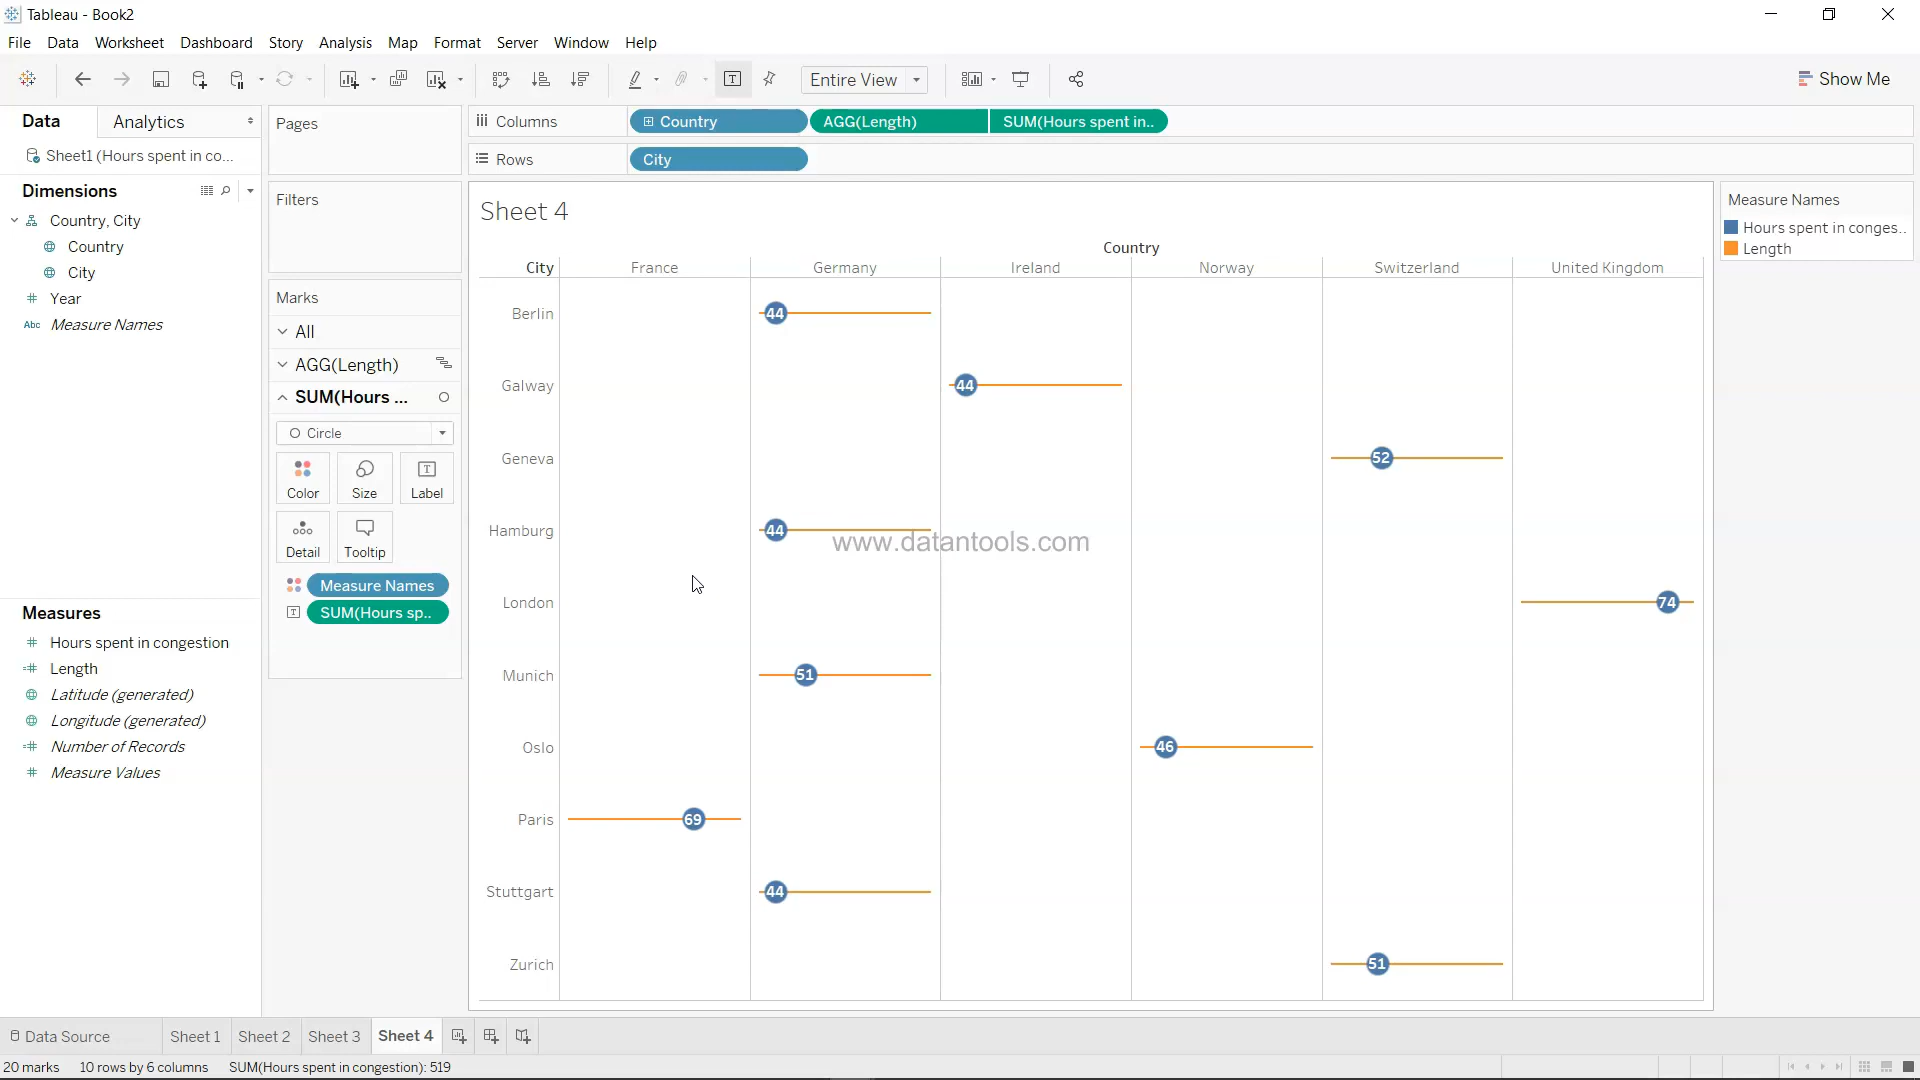 Tableau - Book2
File Data Worksheet Dashboard Story Analysis Map Format Server Window Help
Entire View
Show Me
Data Analytics
Sheet1 (Hours spent in co...
Dimensions
Country, City
Country
City
Year
Abc Measure Names
Measures
Hours spent in congestion
Length
Latitude (generated)
Longitude (generated)
Number of Records
Measure Values
Pages
Filters
Marks
All
AGG(Length)
SUM(Hours ...
Circle
Color Size Label
Detail Tooltip
Measure Names
SUM(Hours sp..
Columns Country AGG(Length) SUM(Hours spent in..
Rows City
Sheet 4
Country
City France Germany Ireland Norway Switzerland United Kingdom
Berlin 44
Galway 44
Geneva 52
Hamburg 44
www.datantools.com
London 74
Munich 51
Oslo 46
Paris 69
Stuttgart 44
Zurich 51
Measure Names
Hours spent in conges..
Length
Data Source Sheet 1 Sheet 2 Sheet 3 Sheet 4
20 marks 10 rows by 6 columns SUM(Hours spent in congestion): 519